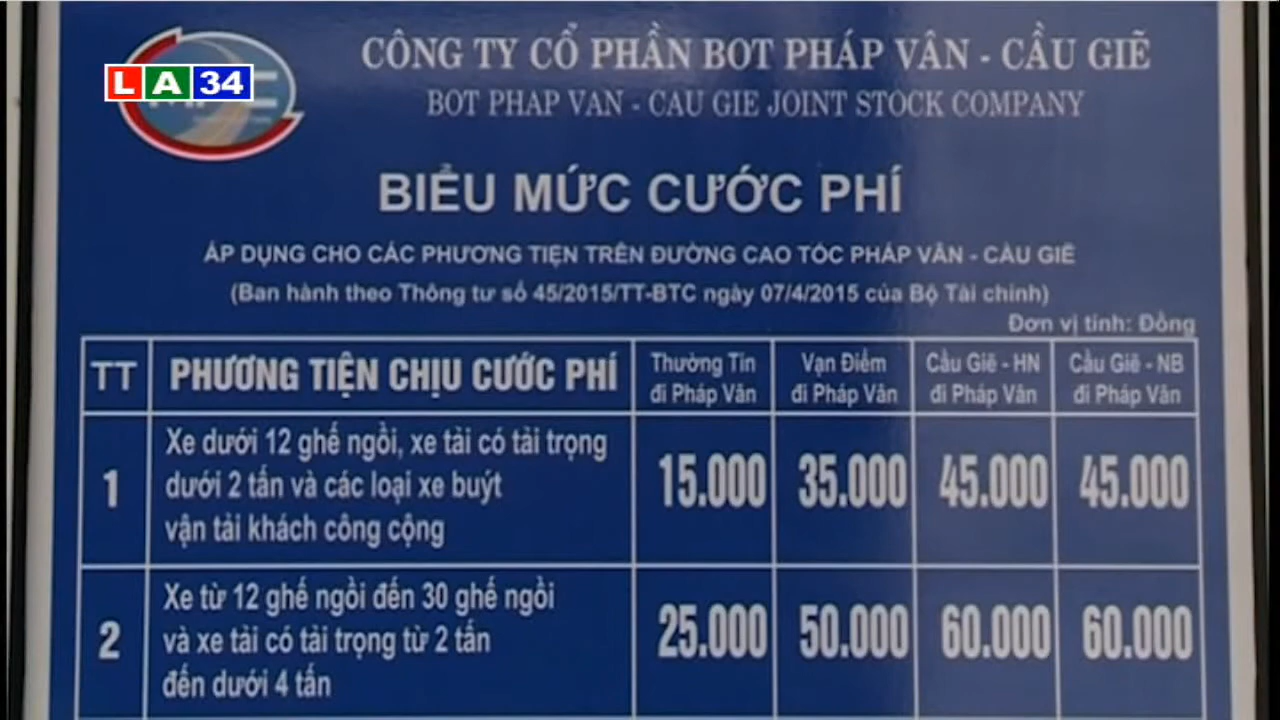 LA34
CÔNG TY CỔ PHẦN BOT PHÁP VÂN - CẦU GIẼ
BOT PHAP VAN - CAU GIE JOINT STOCK COMPANY
BIỂU MỨC CƯỚC PHÍ
ÁP DỤNG CHO CÁC PHƯƠNG TIỆN TRÊN ĐƯỜNG CAO TỐC PHÁP VÂN - CẦU GIẼ
(Ban hành theo Thông tư số 45/2015/TT-BTC ngày 07/4/2015 của Bộ Tài chính)
Đơn vị tính: Đồng
TT PHƯƠNG TIỆN CHỊU CƯỚC PHÍ Thường Tín Vạn Điểm Cầu Giẽ - HN Cầu Giẽ - NB
đi Pháp Vân đi Pháp Vân đi Pháp Vân đi Pháp Vân
Xe dưới 12 ghế ngồi, xe tải có tải trọng
1 dưới 2 tấn và các loại xe buýt 15.000 35.000 45.000 45.000
vận tải khách công cộng
Xe từ 12 ghế ngồi đến 30 ghế ngồi
2 và xe tải có tải trọng từ 2 tấn 25.000 50.000 60.000 60.000
đến dưới 4 tấn